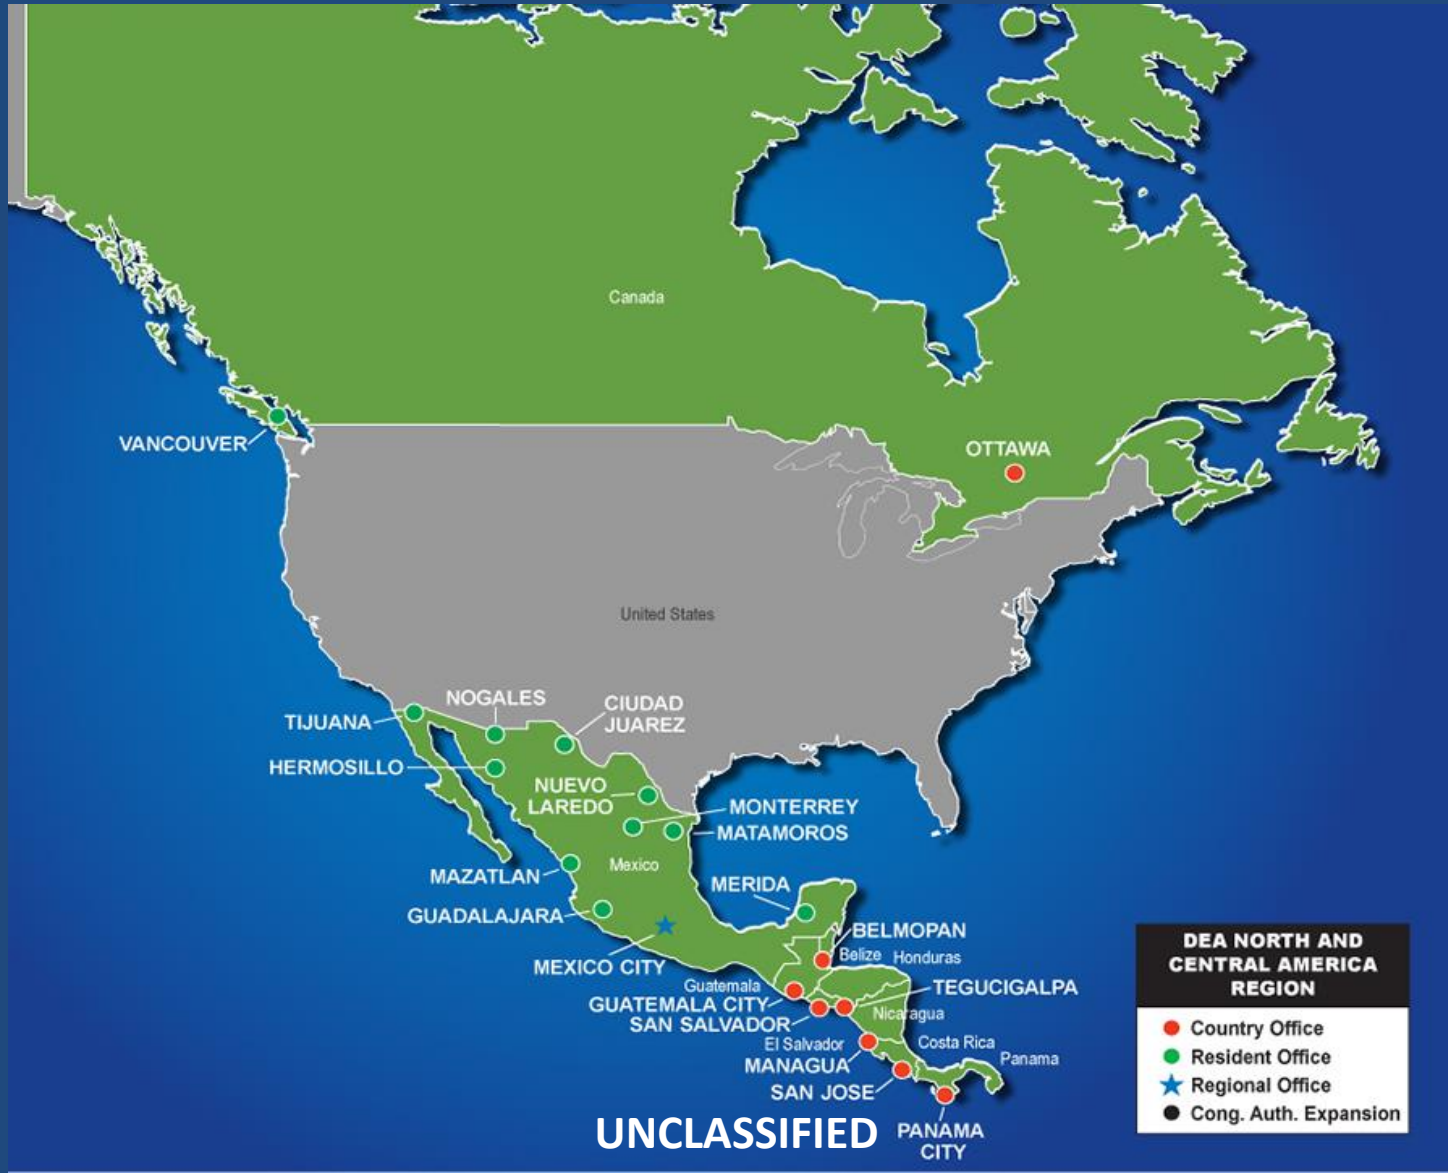 Canada
VANCOUVER
OTTAWA
United States
NOGALES
CIUDAD
JUAREZ
TIJUANA
HERMOSILLO
NUEVO
LAREDO
MONTERREY
MATAMOROS
Mexico
MAZATLAN
MERIDA
GUADALAJARA
BELMOPAN
MEXICO CITY
Belize
Honduras
Guatemala
TEGUCIGALPA
GUATEMALA CITY
Nicaragua
SAN SALVADOR
El Salvador
Costa Rica
MANAGUA
Panama
SAN JOSE
PANAMA
CITY
UNCLASSIFIED
DEA NORTH AND
CENTRAL AMERICA
REGION
Country Office
Resident Office
Regional Office
Cong. Auth. Expansion